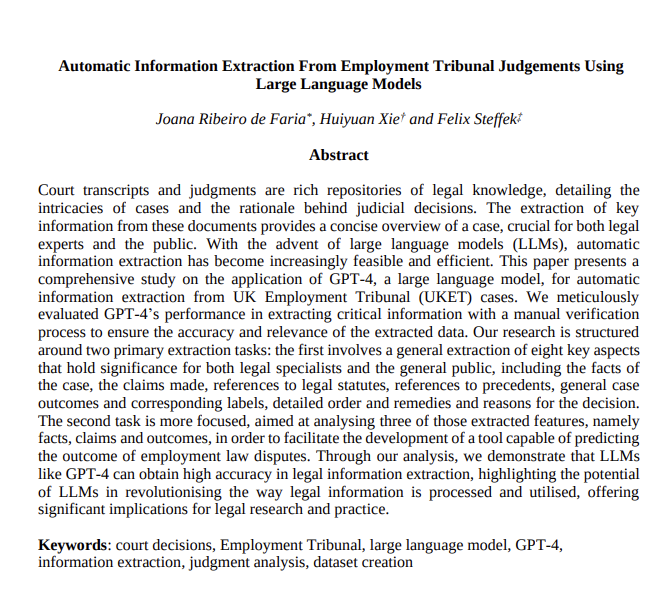 Automatic Information Extraction From Employment Tribunal Judgements Using
Large Language Models
Joana Ribeiro de Faria*, Huiyuan Xie† and Felix Steffek‡
Abstract
Court transcripts and judgments are rich repositories of legal knowledge, detailing the
intricacies of cases and the rationale behind judicial decisions. The extraction of key
information from these documents provides a concise overview of a case, crucial for both legal
experts and the public. With the advent of large language models (LLMs), automatic
information extraction has become increasingly feasible and efficient. This paper presents a
comprehensive study on the application of GPT-4, a large language model, for automatic
information extraction from UK Employment Tribunal (UKET) cases. We meticulously
evaluated GPT-4’s performance in extracting critical information with a manual verification
process to ensure the accuracy and relevance of the extracted data. Our research is structured
around two primary extraction tasks: the first involves a general extraction of eight key aspects
that hold significance for both legal specialists and the general public, including the facts of
the case, the claims made, references to legal statutes, references to precedents, general case
outcomes and corresponding labels, detailed order and remedies and reasons for the decision.
The second task is more focused, aimed at analysing three of those extracted features, namely
facts, claims and outcomes, in order to facilitate the development of a tool capable of predicting
the outcome of employment law disputes. Through our analysis, we demonstrate that LLMs
like GPT-4 can obtain high accuracy in legal information extraction, highlighting the potential
of LLMs in revolutionising the way legal information is processed and utilised, offering
significant implications for legal research and practice.
Keywords: court decisions, Employment Tribunal, large language model, GPT-4,
information extraction, judgment analysis, dataset creation